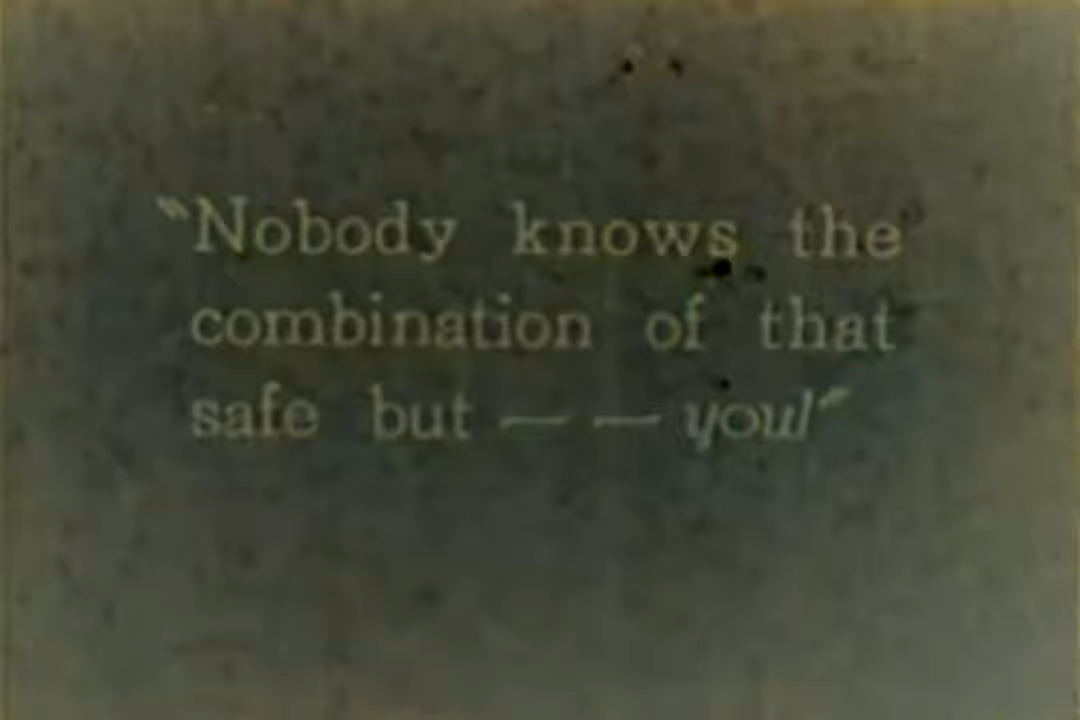 "Nobody knows the
combination of that
safe but — — you!"